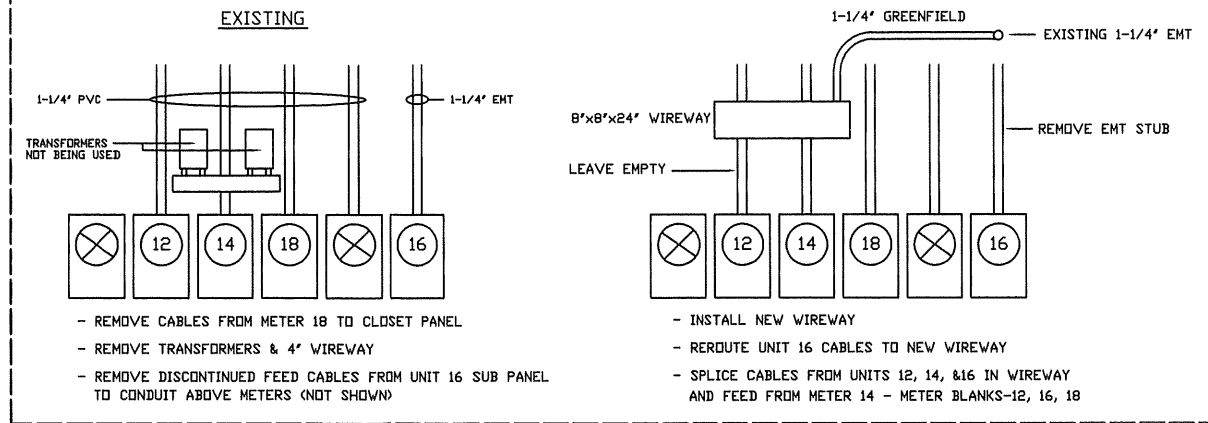 EXISTING
1-1/4" PVC
1-1/4" EMT
TRANSFORMERS
NOT BEING USED
12
14
18
16
- REMOVE CABLES FROM METER 18 TO CLOSET PANEL
- REMOVE TRANSFORMERS & 4" WIREWAY
- REMOVE DISCONTINUED FEED CABLES FROM UNIT 16 SUB PANEL
TO CONDUIT ABOVE METERS (NOT SHOWN)
1-1/4" GREENFIELD
EXISTING 1-1/4" EMT
8"x8"x24" WIREWAY
REMOVE EMT STUB
LEAVE EMPTY
12
14
18
16
- INSTALL NEW WIREWAY
- REROUTE UNIT 16 CABLES TO NEW WIREWAY
- SPLICE CABLES FROM UNITS 12, 14, &16 IN WIREWAY
AND FEED FROM METER 14 - METER BLANKS-12, 16, 18